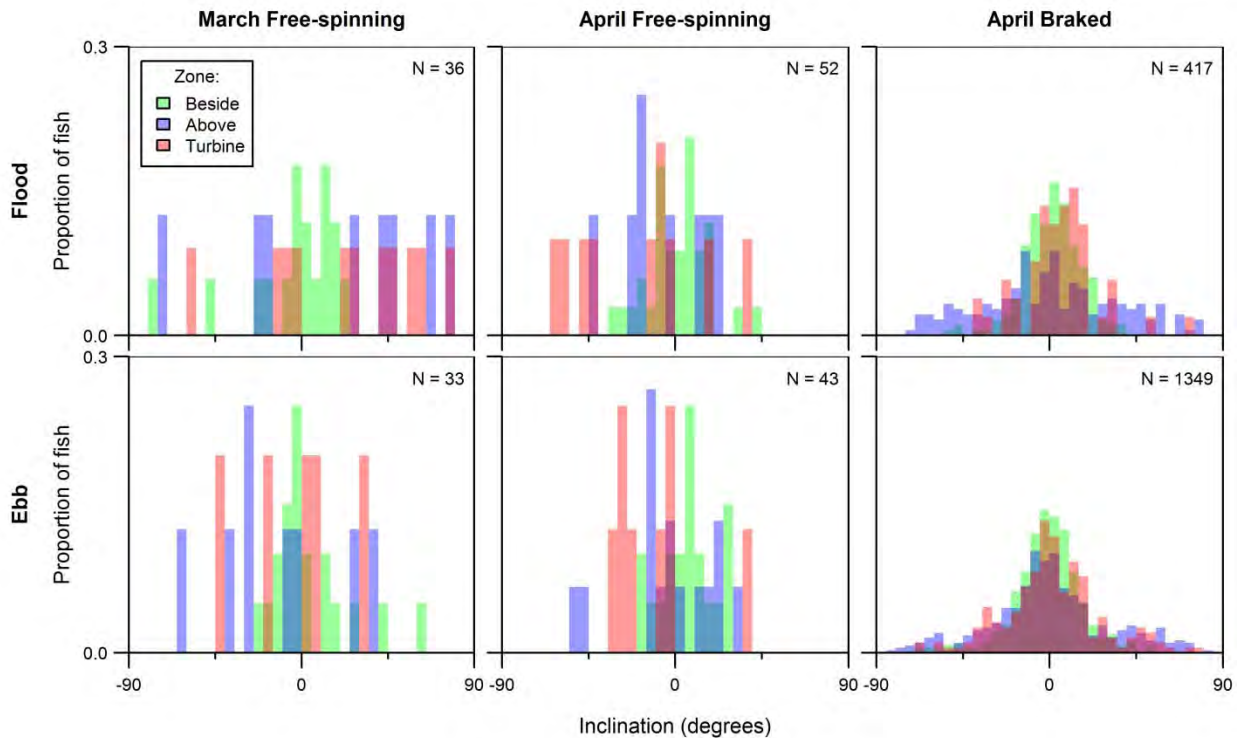 March Free-spinning
April Free-spinning
April Braked
Flood
Proportion of fish
0.3
0.0
Zone:
Beside
Above
Turbine
N = 36
N = 52
N = 417
Ebb
Proportion of fish
0.3
0.0
N = 33
N = 43
N = 1349
-90
0
90
-90
0
90
-90
0
90
Inclination (degrees)